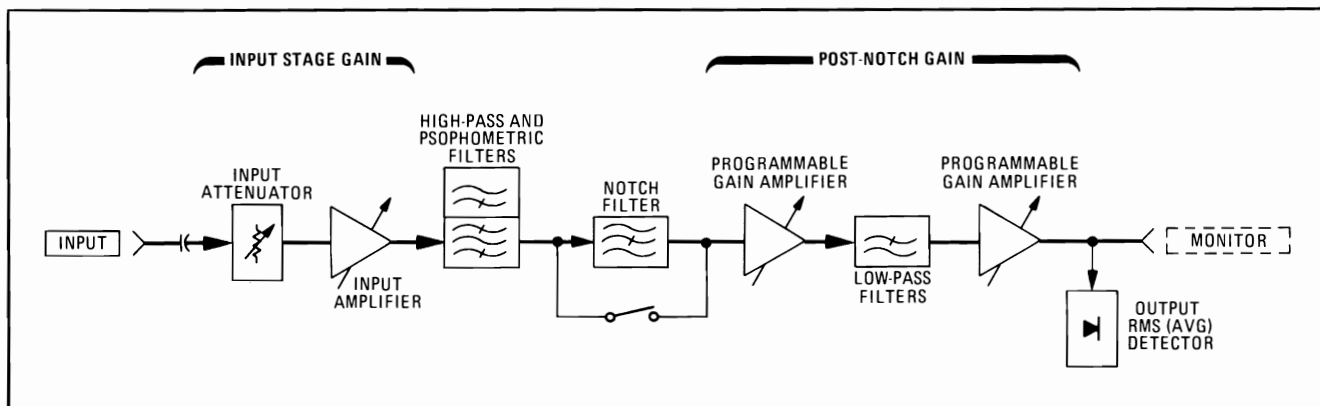 INPUT STAGE GAIN
POST-NOTCH GAIN
HIGH-PASS AND
PSOPHOMETRIC
FILTERS
INPUT
ATTENUATOR
NOTCH
FILTER
PROGRAMMABLE
GAIN AMPLIFIER
PROGRAMMABLE
GAIN AMPLIFIER
INPUT
MONITOR
INPUT
AMPLIFIER
LOW-PASS
FILTERS
OUTPUT
RMS (AVG)
DETECTOR